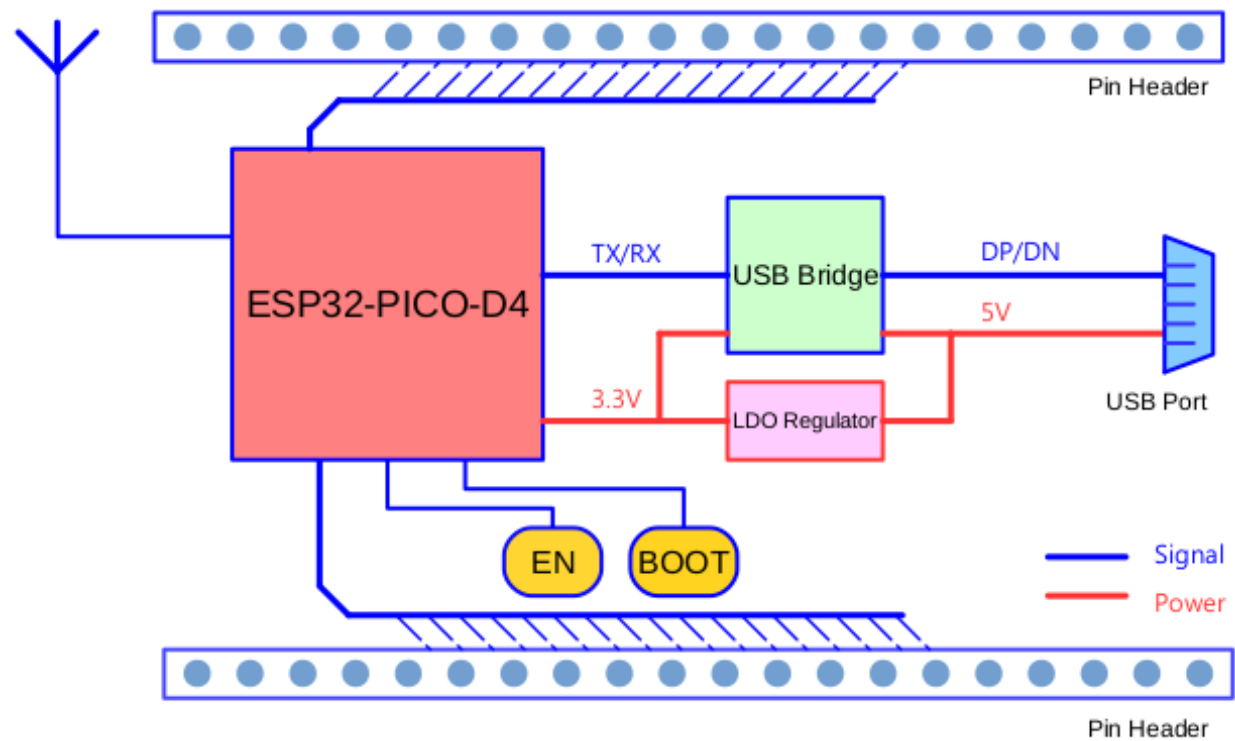 Pin Header
TX/RX
USB Bridge
DP/DN
ESP32-PICO-D4
5V
3.3V
LDO Regulator
USB Port
EN
BOOT
Signal
Power
Pin Header